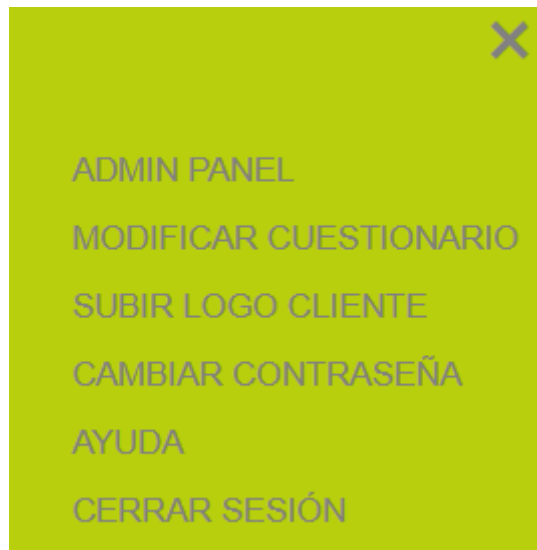 ADMIN PANEL
MODIFICAR CUESTIONARIO
SUBIR LOGO CLIENTE
CAMBIAR CONTRASEÑA
AYUDA
CERRAR SESIÓN